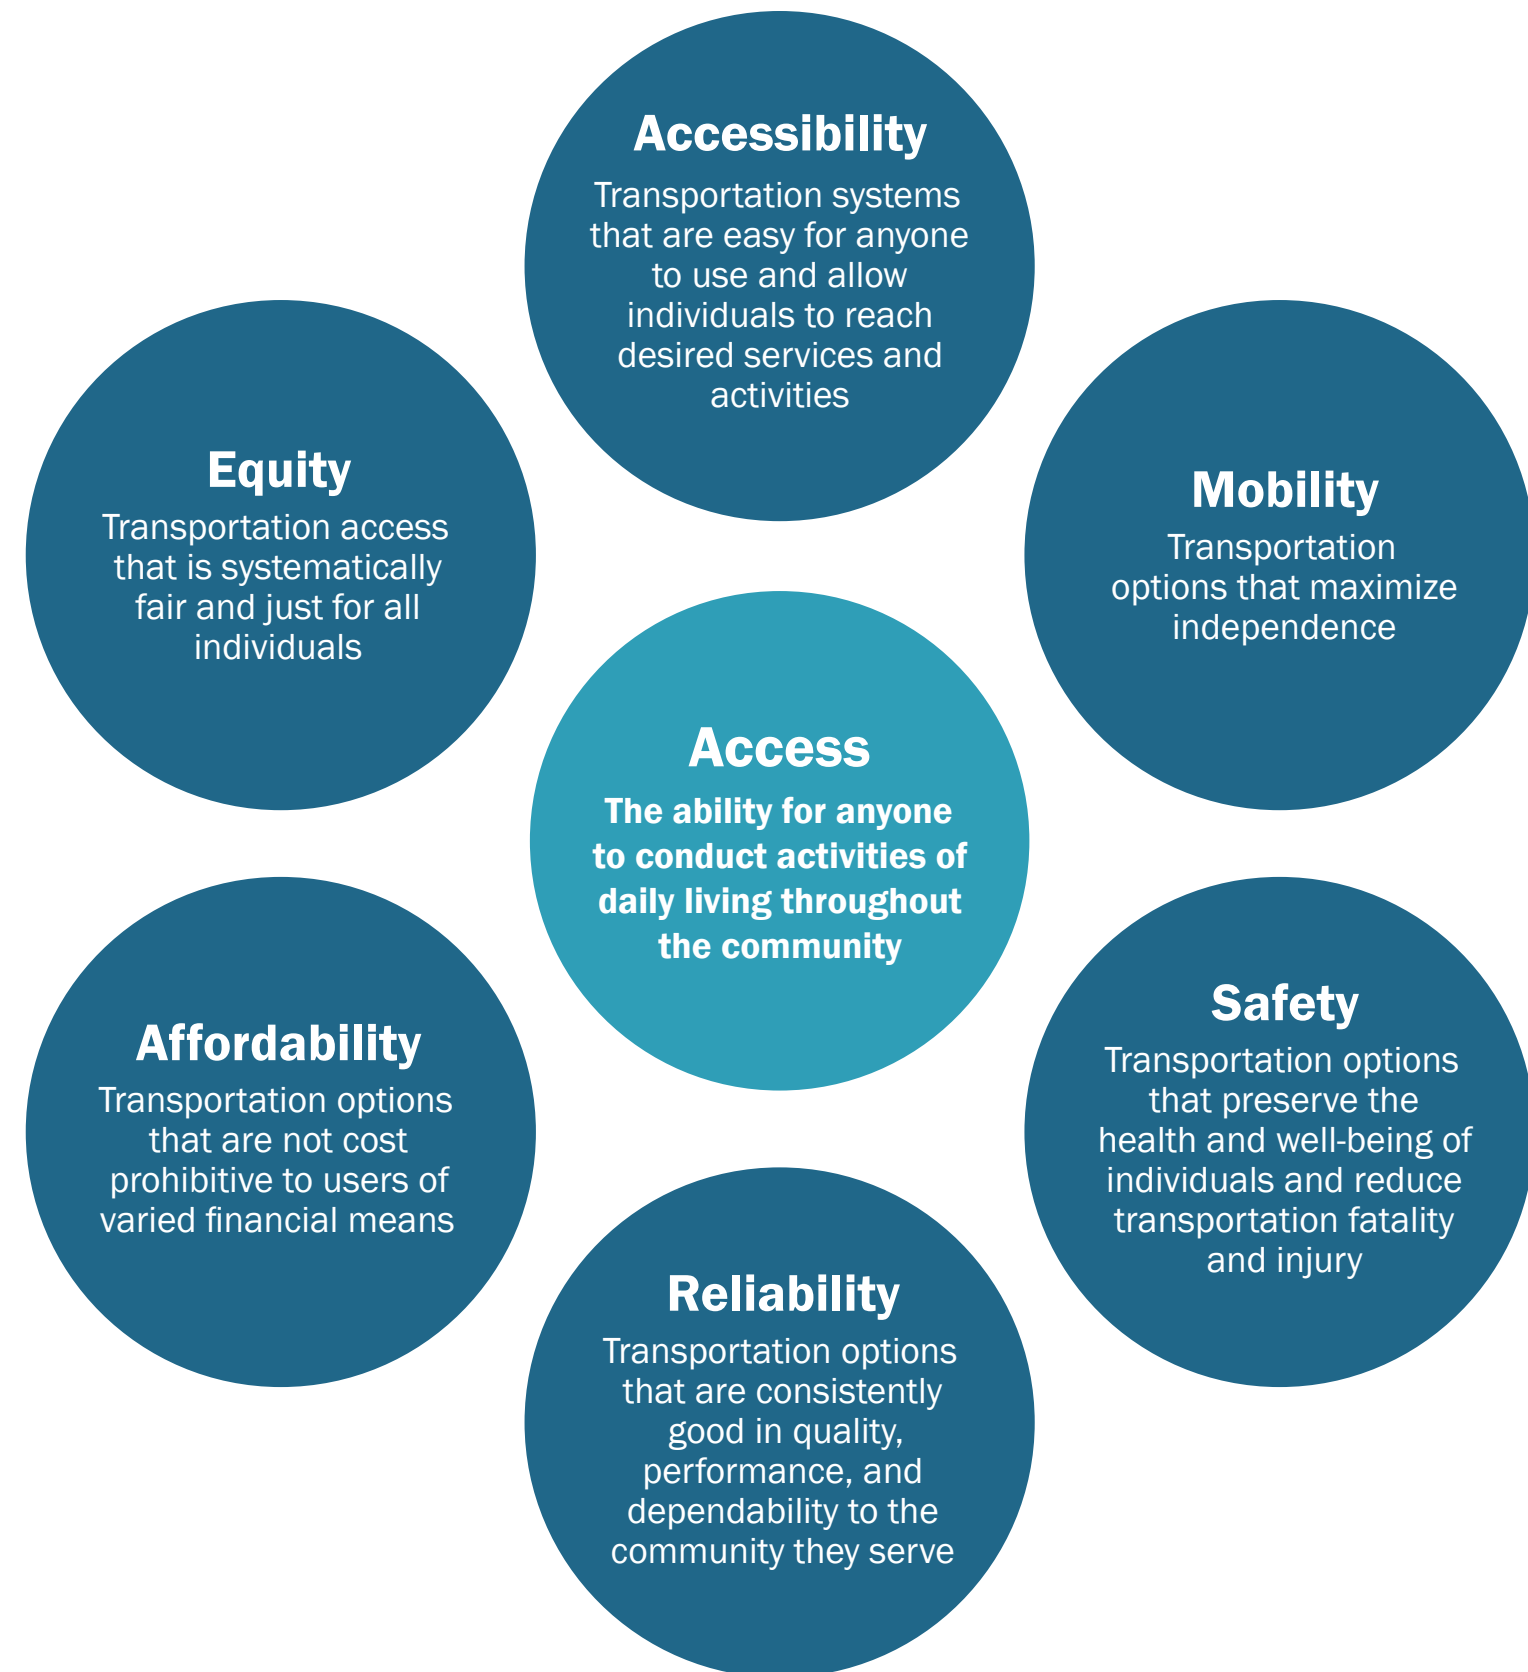 Accessibility
Transportation systems
that are easy for anyone
to use and allow
individuals to reach
desired services and
activities
Equity
Transportation access
that is systematically
fair and just for all
individuals
Mobility
Transportation
options that maximize
independence
Access
The ability for anyone
to conduct activities of
daily living throughout
the community
Affordability
Transportation options
that are not cost
prohibitive to users of
varied financial means
Safety
Transportation options
that preserve the
health and well-being of
individuals and reduce
transportation fatality
and injury
Reliability
Transportation options
that are consistently
good in quality,
performance, and
dependability to the
community they serve